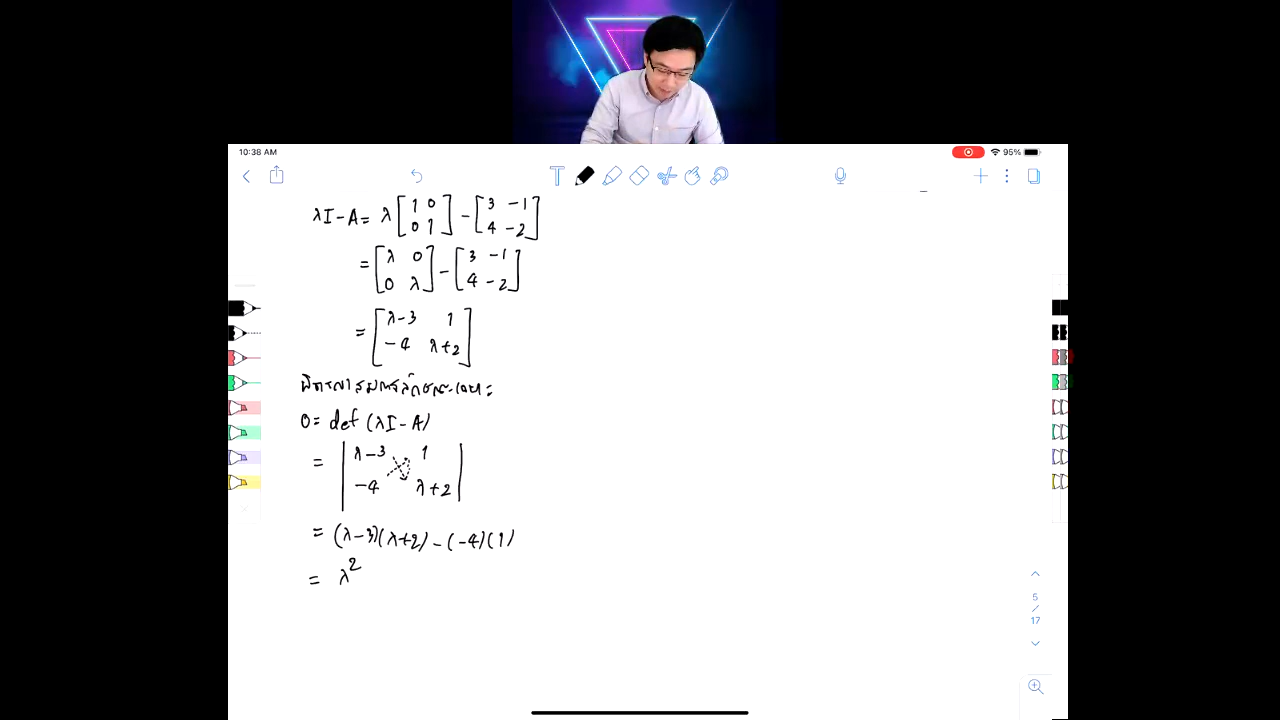 10:38 AM 95%
T
λI-A = λ [1 0 0 1] - [3 -1 4 -2]
= [λ 0 0 λ] - [3 -1 4 -2]
= [λ-3 1 -4 λ+2]
พิจารณาสมการลักษณะเฉพาะ
0 = def (λI-A)
= |λ-3 1 -4 λ+2|
= (λ-3)(λ+2) - (-4)(1)
= λ²
5
/
17